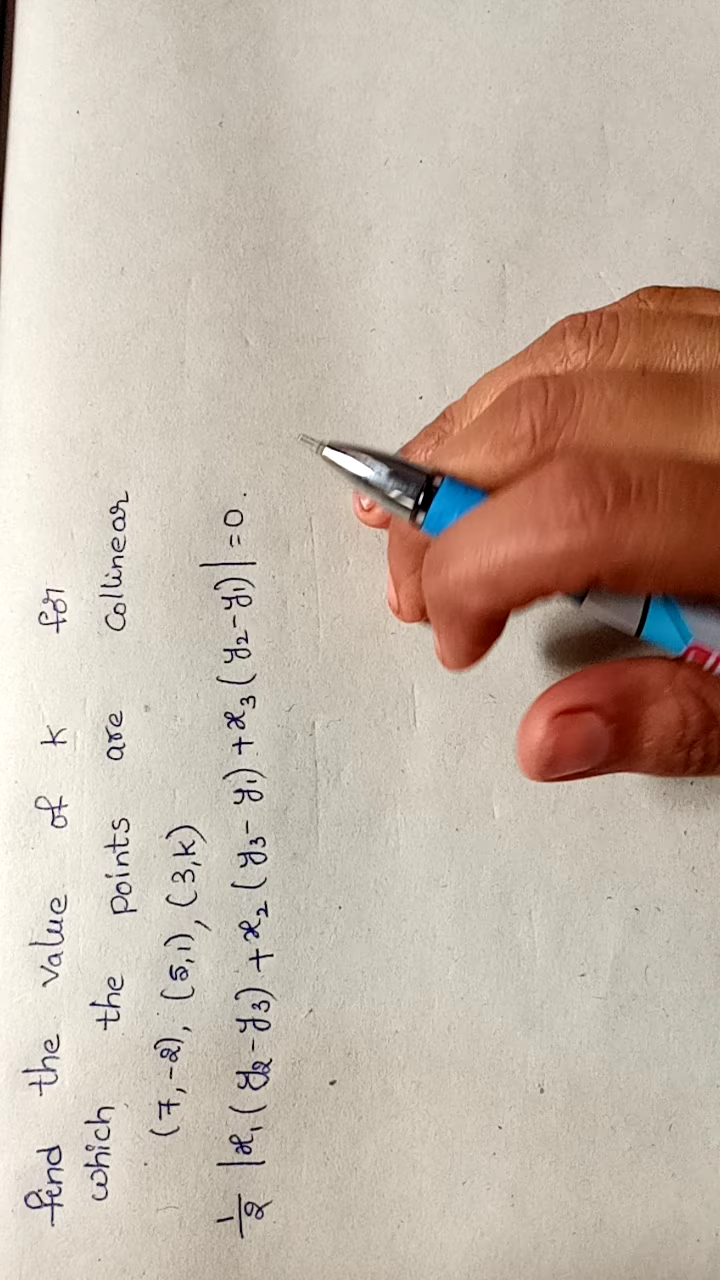 find the value of k for
which the points are collinear
(7,-2), (5,1), (3,k)
1/2 |x₁(y₂-y₃)+x₂(y₃-y₁)+x₃(y₂-y₁)|=0.